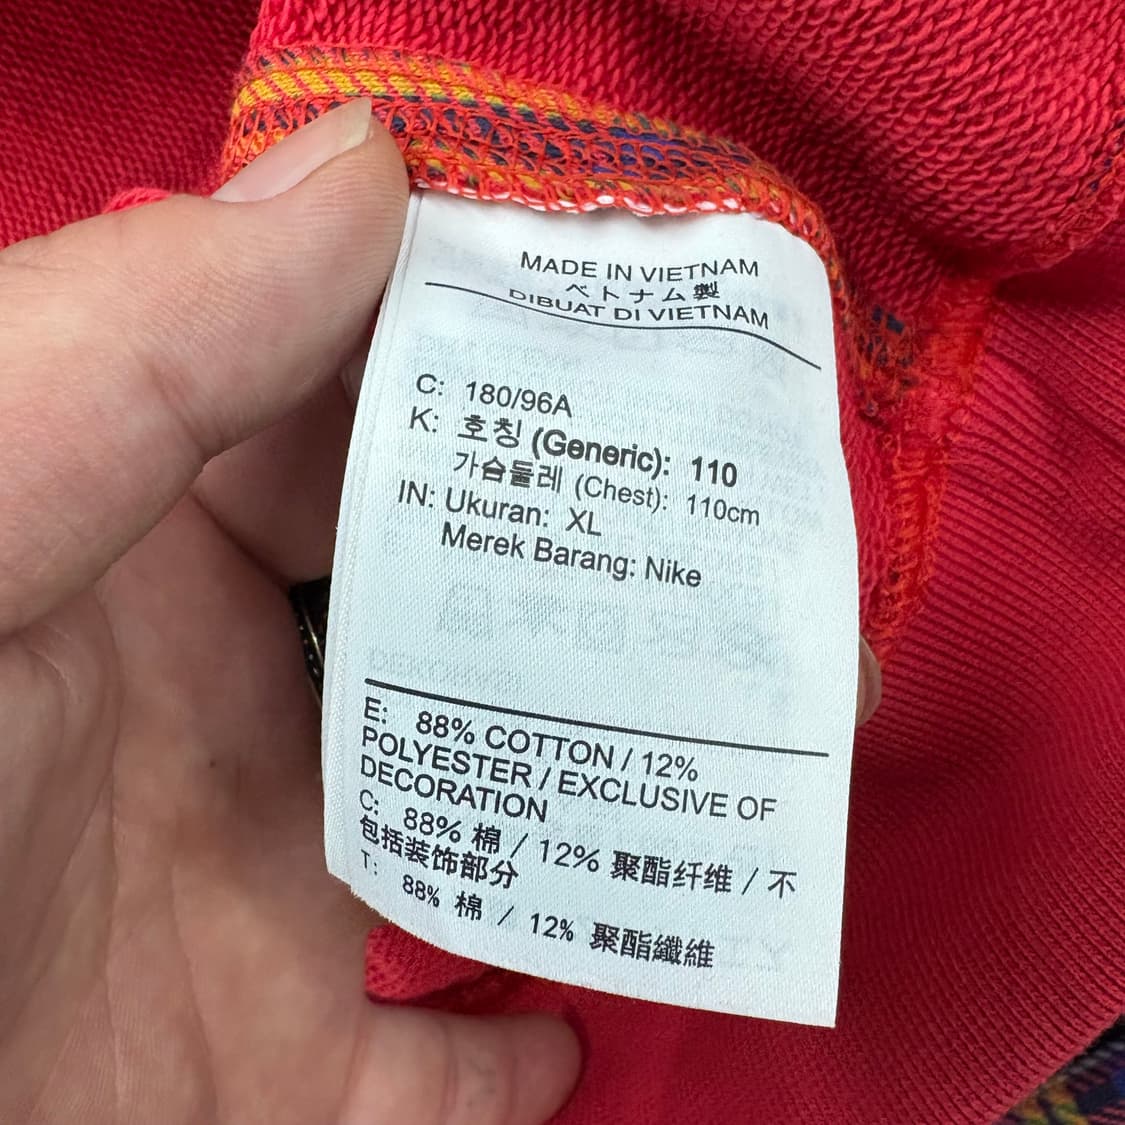 MADE IN VIETNAM
ベトナム製
DIBUAT DI VIETNAM
C: 180/96A
K: 호칭 (Generic): 110
가슴둘레 (Chest): 110cm
IN: Ukuran: XL
Merek Barang: Nike
E: 88% COTTON / 12%
POLYESTER / EXCLUSIVE OF
DECORATION
C: 88% 棉 / 12% 聚酯纤维 / 不
包括装饰部分
T: 88% 棉 / 12% 聚酯纖維